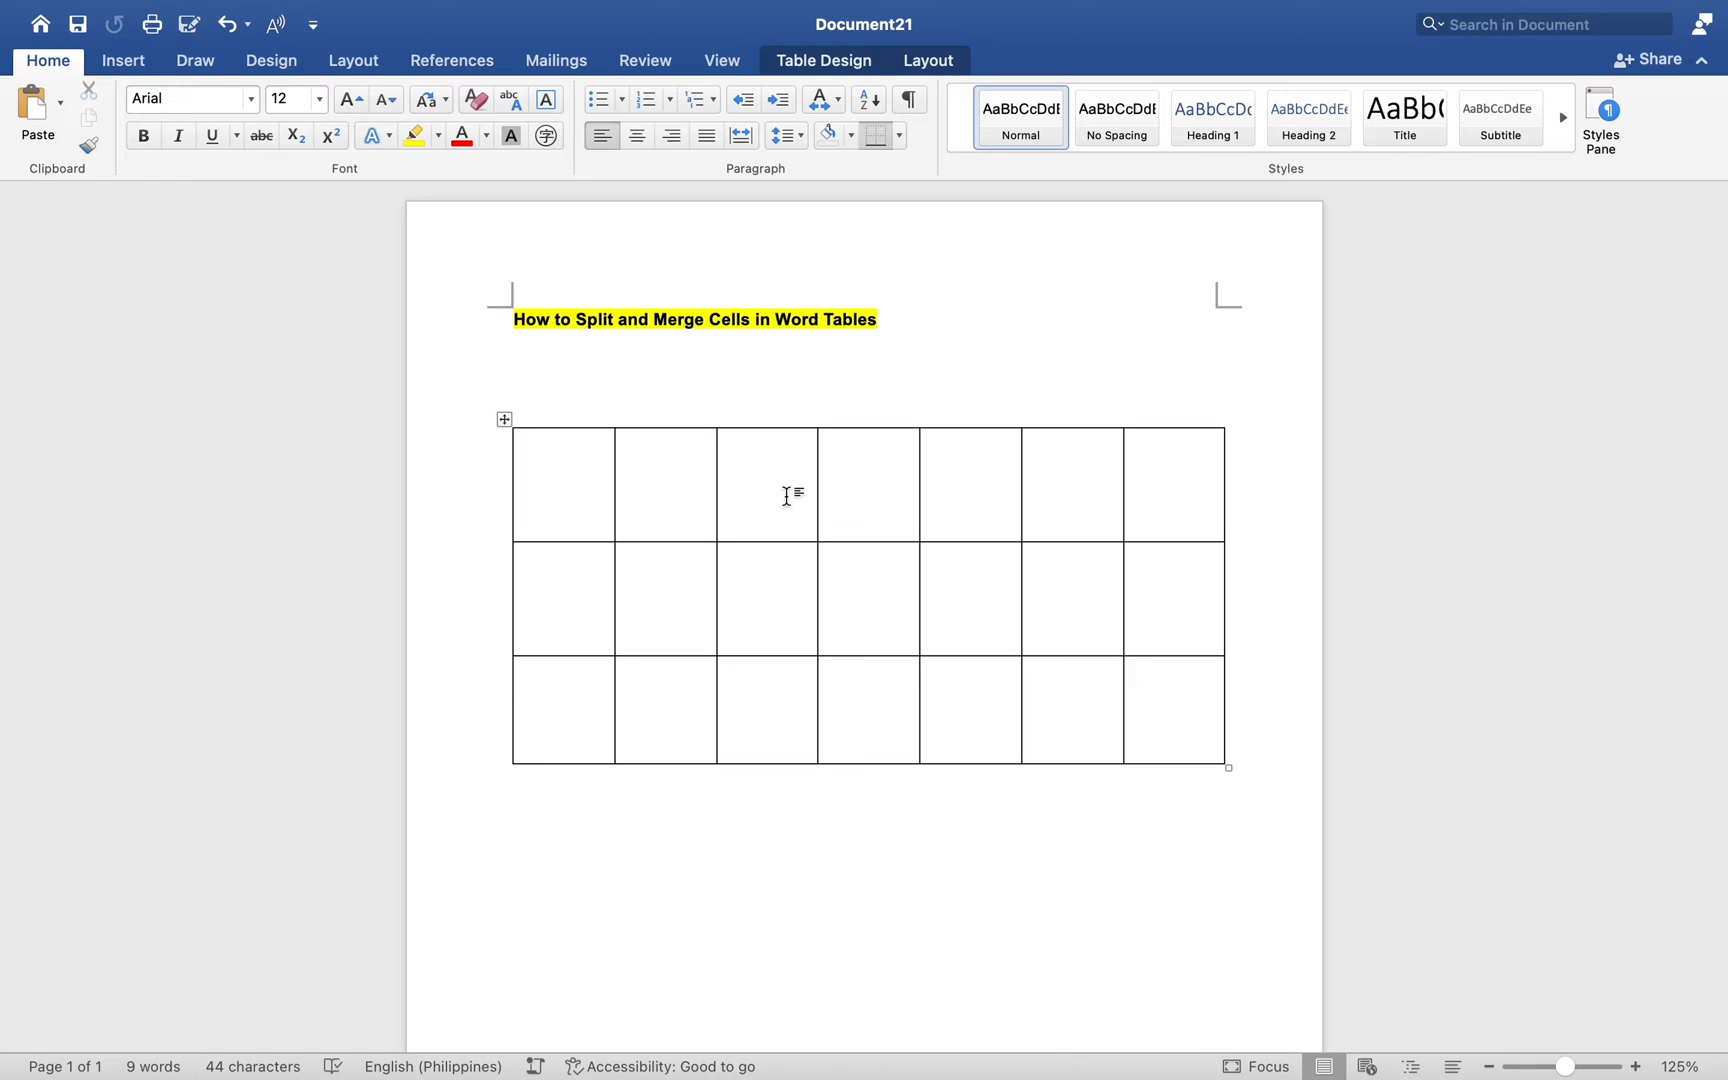 Document21
Search in Document
Home Insert Draw Design Layout References Mailings Review View Table Design Layout
Share
Paste
Clipboard
Arial 12
Font
Paragraph
AaBbCcDdE Normal
AaBbCcDdE No Spacing
AaBbCcDc Heading 1
AaBbCcDdEe Heading 2
AaBb( Title
AaBbCcDdEe Subtitle
Styles
Styles
Pane
How to Split and Merge Cells in Word Tables
Page 1 of 1 9 words 44 characters English (Philippines) Accessibility: Good to go Focus 125%